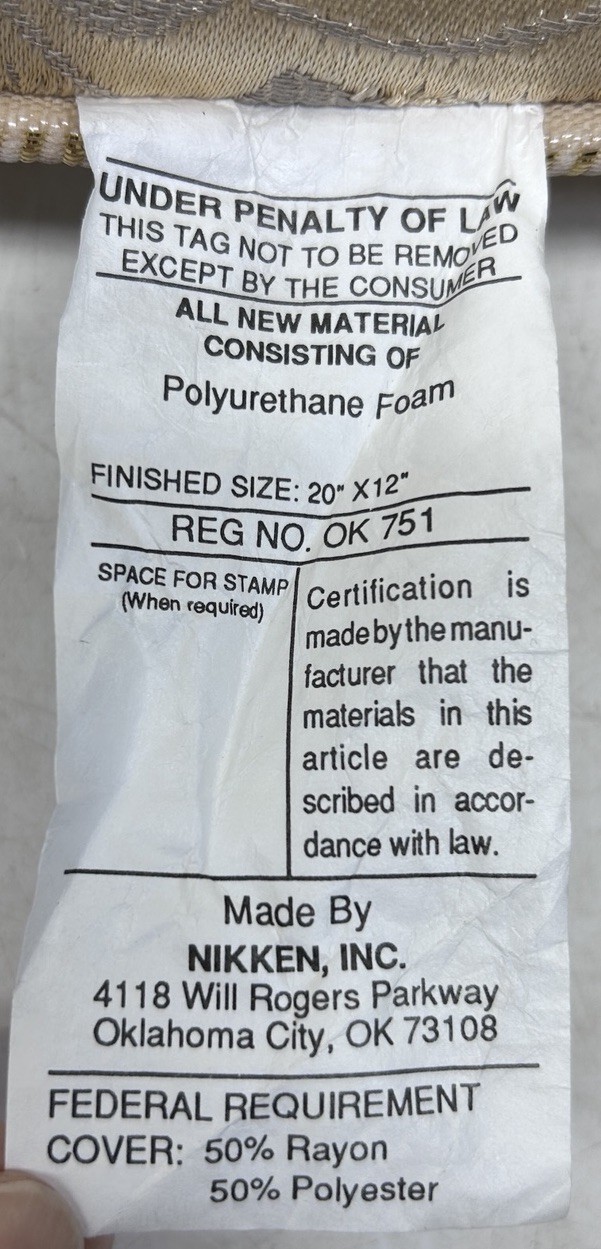 UNDER PENALTY OF LAW
THIS TAG NOT TO BE REMOVED
EXCEPT BY THE CONSUMER
ALL NEW MATERIAL
CONSISTING OF
Polyurethane Foam
FINISHED SIZE: 20" X12"
REG NO. OK 751
SPACE FOR STAMP
(When required)
Certification is
made by the manu-
facturer that the
materials in this
article are de-
scribed in accor-
dance with law.
Made By
NIKKEN, INC.
4118 Will Rogers Parkway
Oklahoma City, OK 73108
FEDERAL REQUIREMENT
COVER: 50% Rayon
50% Polyester